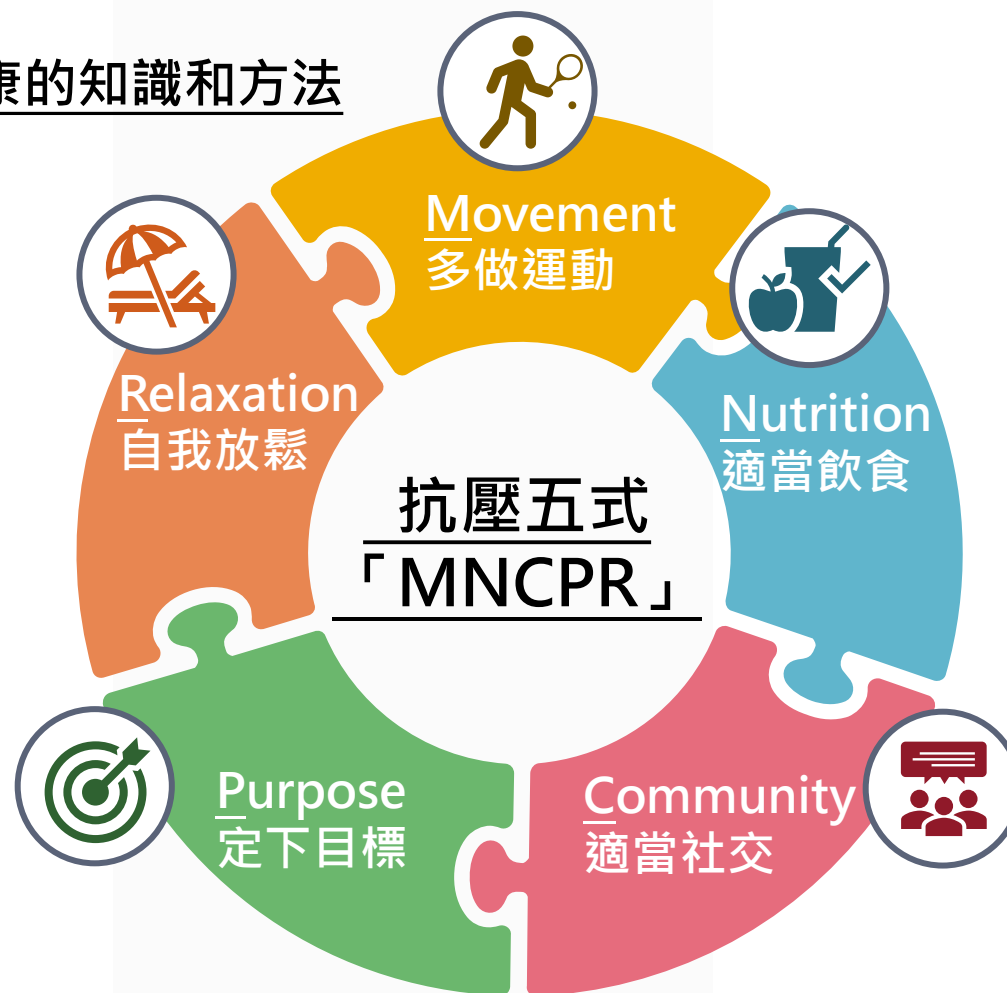 康的知識和方法
Movement
多做運動
Nutrition
適當飲食
Community
適當社交
Purpose
定下目標
Relaxation
自我放鬆
抗壓五式
「MNCPR」